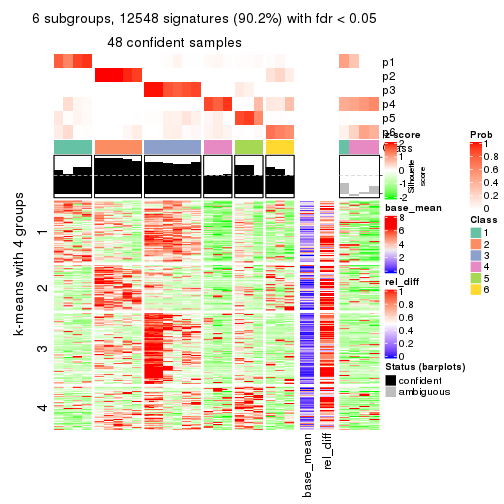 6 subgroups, 12548 signatures (90.2%) with fdr < 0.05
48 confident samples
p1
p2
p3
p4
p5
p6
Class
Silhouette
score
k-means with 4 groups
1
2
3
4
base_mean
rel_diff
z-score
2
1
0
-1
-2
base_mean
8
6
4
2
0
rel_diff
1
0.8
0.6
0.4
0.2
0
Status (barplots)
confident
ambiguous
Prob
1
0.8
0.6
0.4
0.2
0
Class
1
2
3
4
5
6